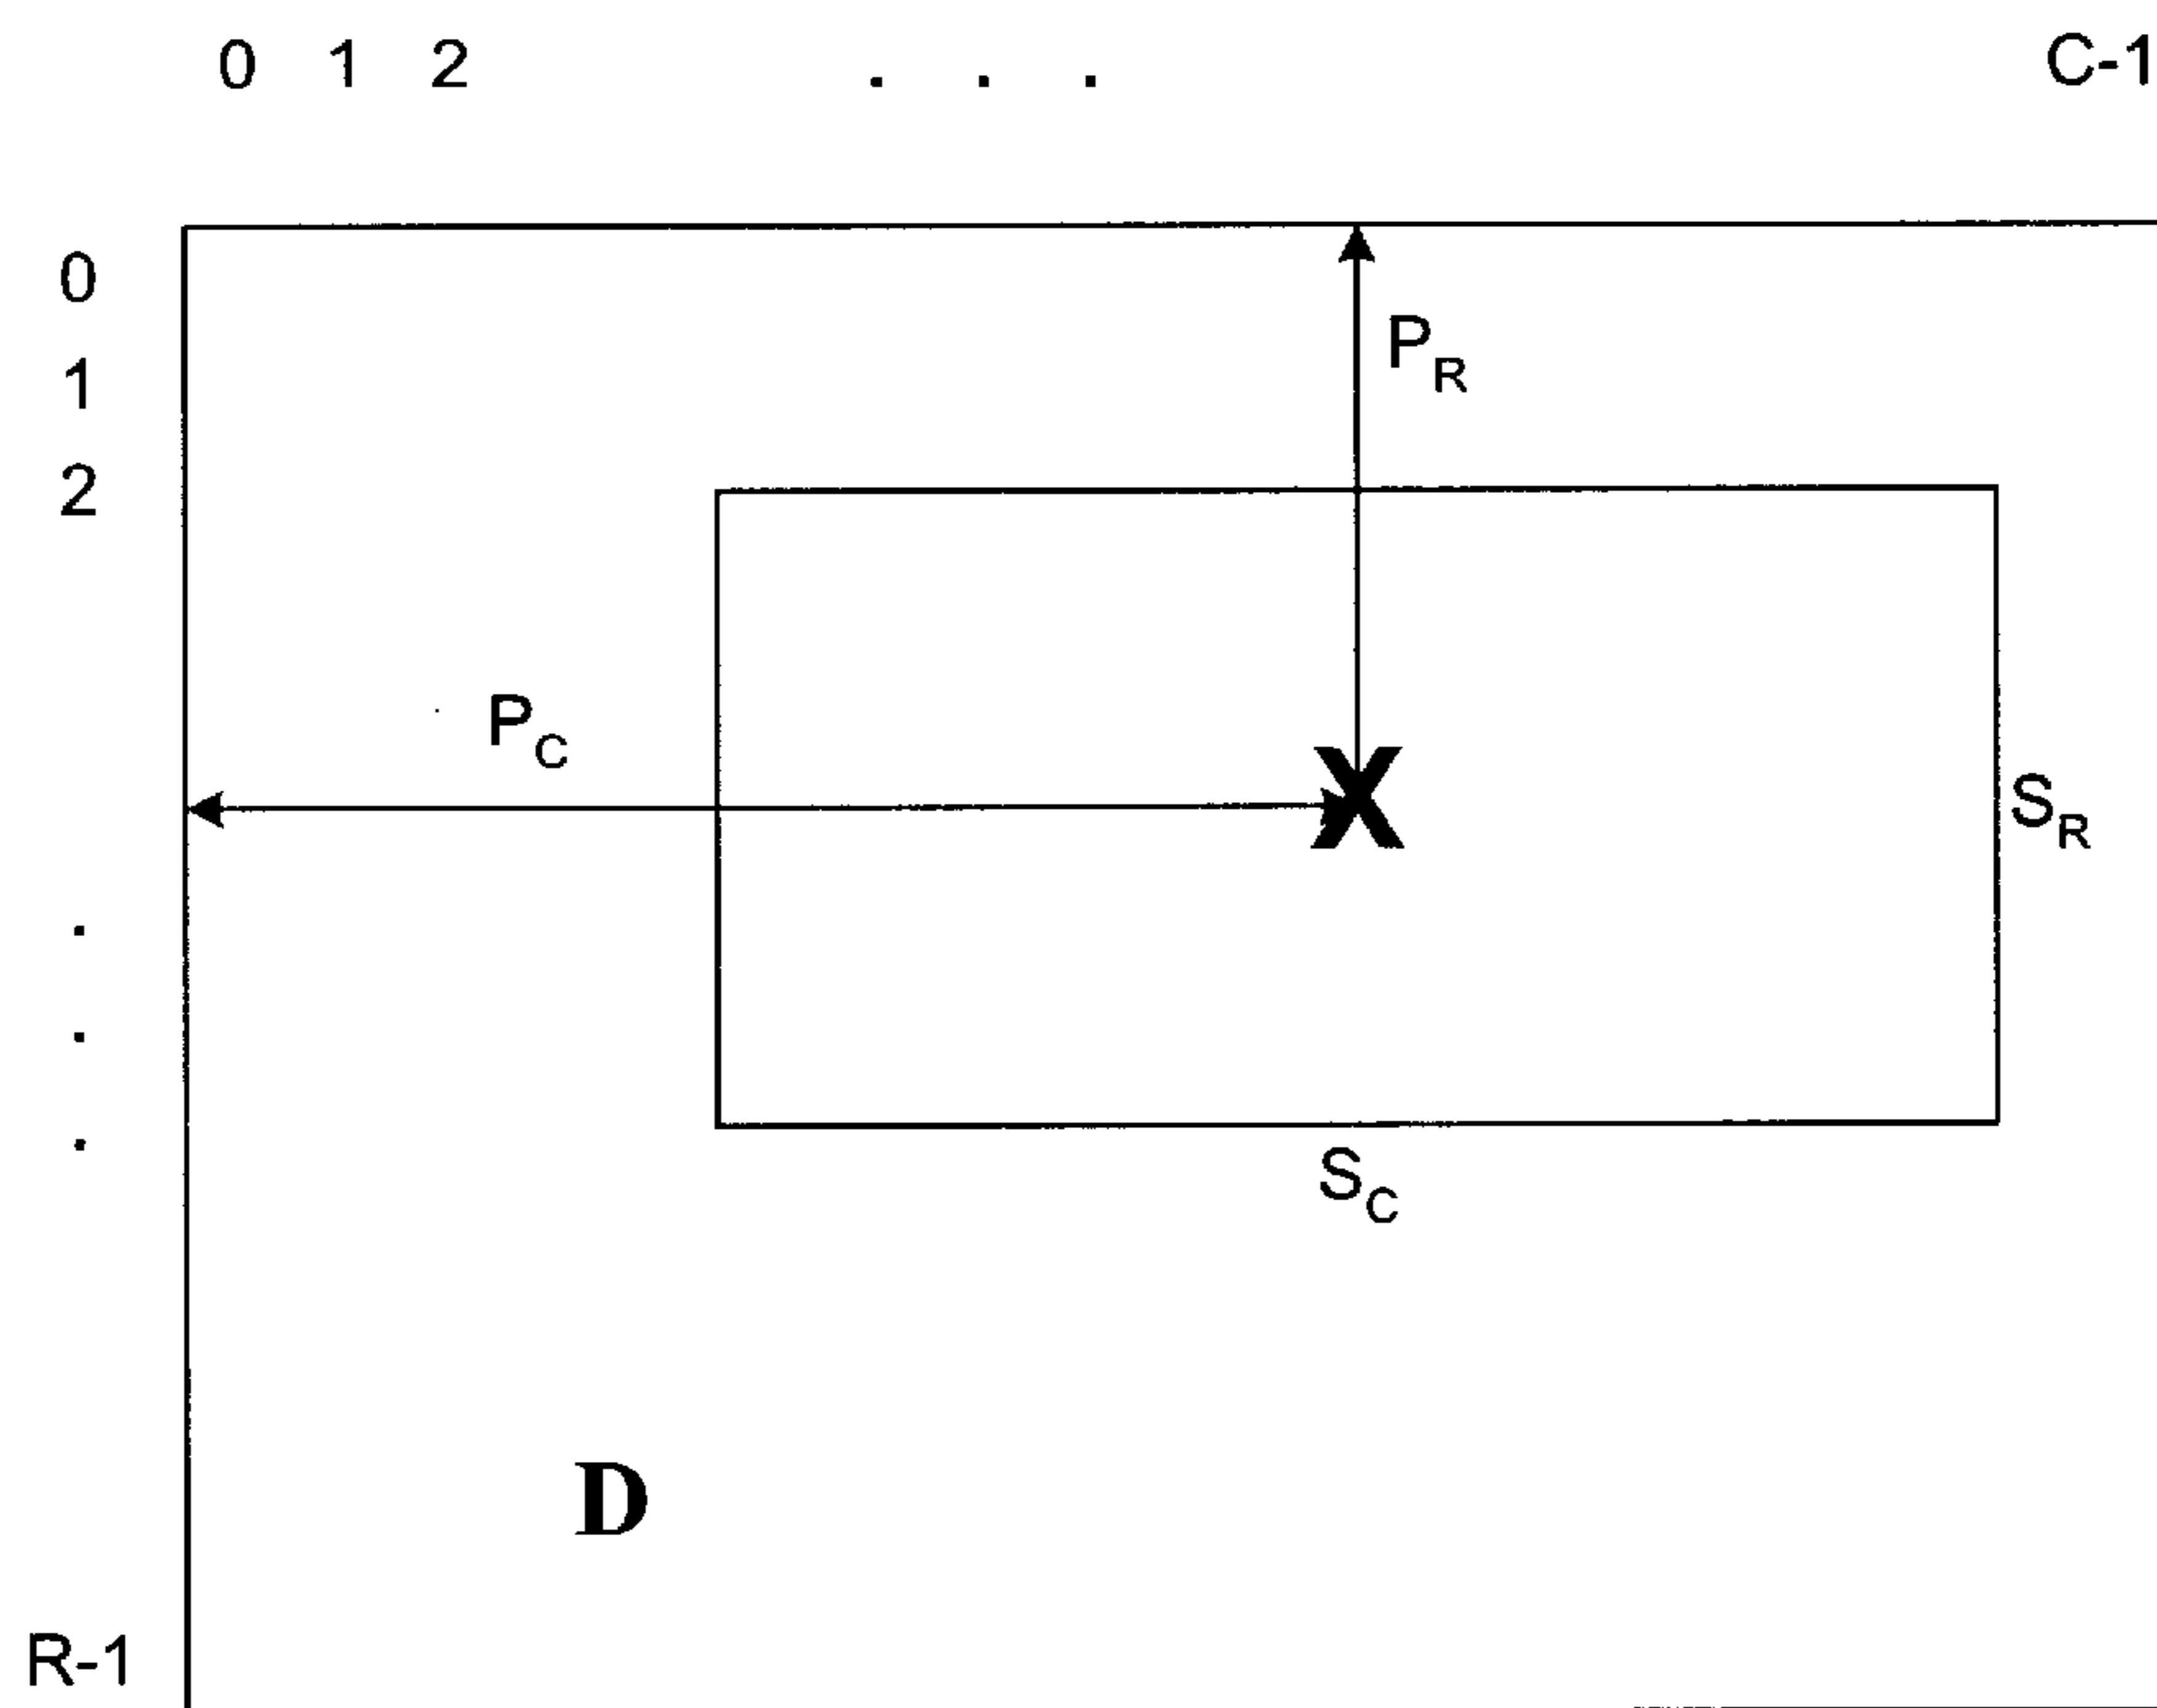 0 1 2 . . . C-1
0
P_R
1
2
P_C
X
S_R
.
.
.
S_C
D
R-1